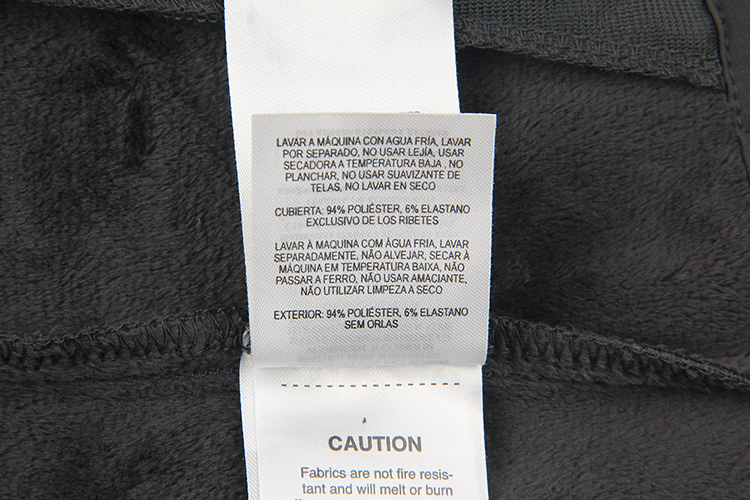 LAVAR A MÁQUINA CON AGUA FRÍA, LAVAR
POR SEPARADO, NO USAR LEJÍA, USAR
SECADORA A TEMPERATURA BAJA , NO
PLANCHAR, NO USAR SUAVIZANTE DE
TELAS, NO LAVAR EN SECO
CUBIERTA: 94% POLIÉSTER, 6% ELASTANO
EXCLUSIVO DE LOS RIBETES
LAVAR À MAQUINA COM ÁGUA FRIA, LAVAR
SEPARADAMENTE, NÃO ALVEJAR, SECAR À
MÁQUINA EM TEMPERATURA BAIXA, NÃO
PASSAR A FERRO, NÃO USAR AMACIANTE,
NÃO UTILIZAR LIMPEZA A SECO
EXTERIOR: 94% POLIÉSTER, 6% ELASTANO
SEM ORLAS
CAUTION
Fabrics are not fire resis-
tant and will melt or burn